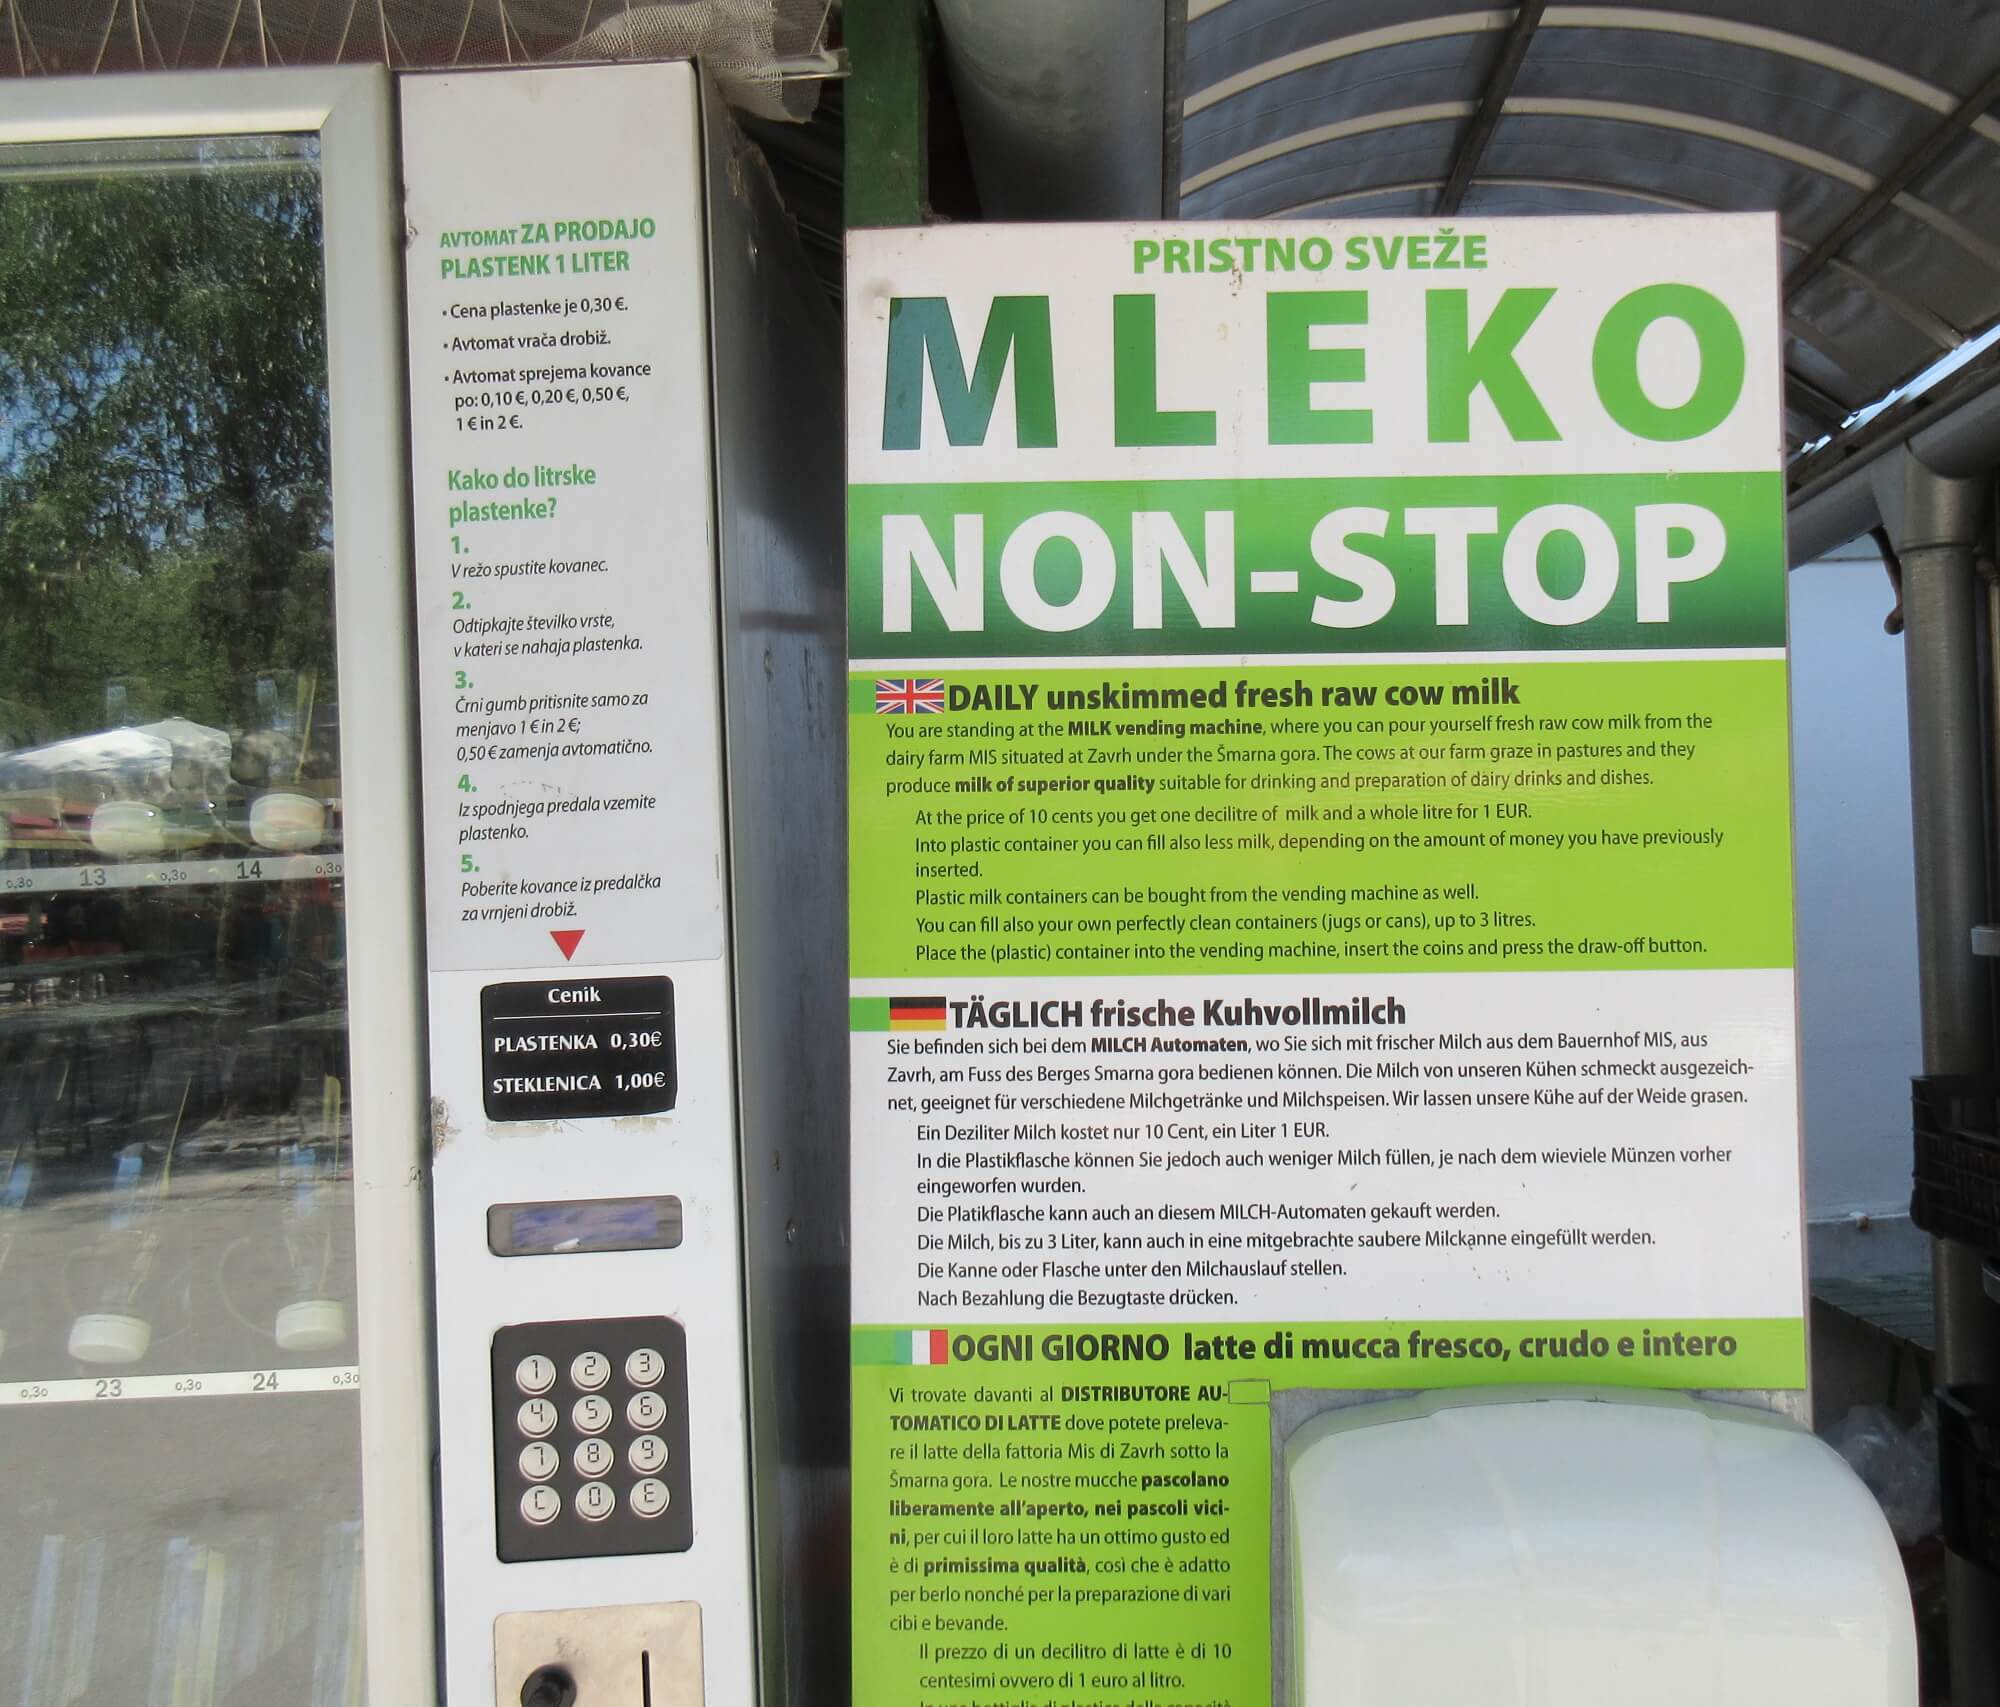 AVTOMAT ZA PRODAJO
PLASTENK 1 LITER
• Cena plastenke je 0,30 €.
• Avtomat vrača drobiž.
• Avtomat sprejema kovance
po: 0,10 €, 0,20 €, 0,50 €,
1 € in 2 €.
Kako do litrske
plastenke?
1.
V režo spustite kovanec.
2.
Odtipkajte številko vrste,
v kateri se nahaja plastenka.
3.
Črni gumb pritisnite samo za
menjavo 1 € in 2 €;
0,50 € zamenja avtomatično.
4.
Iz spodnjega predala vzemite
plastenko.
5.
Poberite kovance iz predalčka
za vrnjeni drobiž.
Cenik
PLASTENKA 0,30€
STEKLENICA 1,00€
1 2 3
4 5 6
7 8 9
C 0 E
0,30 13 0,30 14 0,30
0,30 23 0,30 24 0,30
PRISTNO SVEŽE
MLEKO
NON-STOP
DAILY unskimmed fresh raw cow milk
You are standing at the MILK vending machine, where you can pour yourself fresh raw cow milk from the
dairy farm MIS situated at Zavrh under the Šmarna gora. The cows at our farm graze in pastures and they
produce milk of superior quality suitable for drinking and preparation of dairy drinks and dishes.
At the price of 10 cents you get one decilitre of milk and a whole litre for 1 EUR.
Into plastic container you can fill also less milk, depending on the amount of money you have previously
inserted.
Plastic milk containers can be bought from the vending machine as well.
You can fill also your own perfectly clean containers (jugs or cans), up to 3 litres.
Place the (plastic) container into the vending machine, insert the coins and press the draw-off button.
TÄGLICH frische Kuhvollmilch
Sie befinden sich bei dem MILCH Automaten, wo Sie sich mit frischer Milch aus dem Bauernhof MIS, aus
Zavrh, am Fuss des Berges Smarna gora bedienen können. Die Milch von unseren Kühen schmeckt ausgezeich-
net, geeignet für verschiedene Milchgetränke und Milchspeisen. Wir lassen unsere Kühe auf der Weide grasen.
Ein Deziliter Milch kostet nur 10 Cent, ein Liter 1 EUR.
In die Plastikflasche können Sie jedoch auch weniger Milch füllen, je nach dem wieviele Münzen vorher
eingeworfen wurden.
Die Platikflasche kann auch an diesem MILCH-Automaten gekauft werden.
Die Milch, bis zu 3 Liter, kann auch in eine mitgebrachte saubere Milckanne eingefüllt werden.
Die Kanne oder Flasche unter den Milchauslauf stellen.
Nach Bezahlung die Bezugtaste drücken.
OGNI GIORNO latte di mucca fresco, crudo e intero
Vi trovate davanti al DISTRIBUTORE AU-
TOMATICO DI LATTE dove potete preleva-
re il latte della fattoria Mis di Zavrh sotto la
Šmarna gora. Le nostre mucche pascolano
liberamente all'aperto, nei pascoli vici-
ni, per cui il loro latte ha un ottimo gusto ed
è di primissima qualità, così che è adatto
per berlo nonché per la preparazione di vari
cibi e bevande.
Il prezzo di un decilitro di latte è di 10
centesimi ovvero di 1 euro al litro.